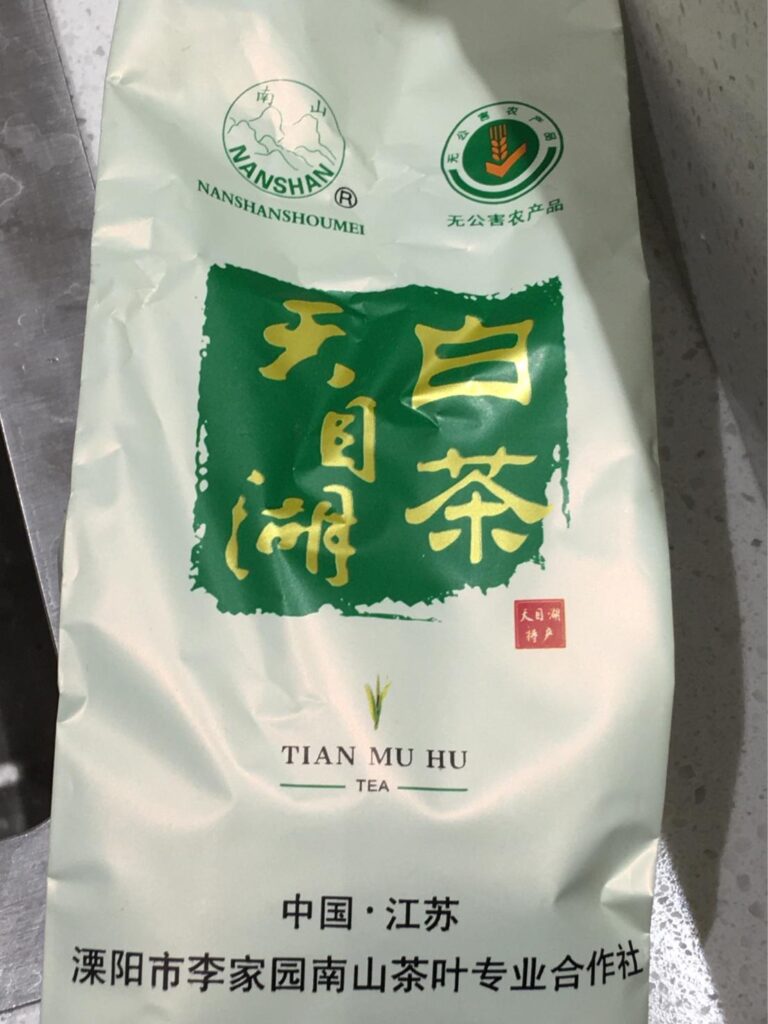 南山
NANSHAN
®
NANSHANSHOUMEI
无公害农产品
无公害农产品
天目湖
白茶
天目湖
特产
TIAN MU HU
TEA
中国·江苏
溧阳市李家园南山茶叶专业合作社